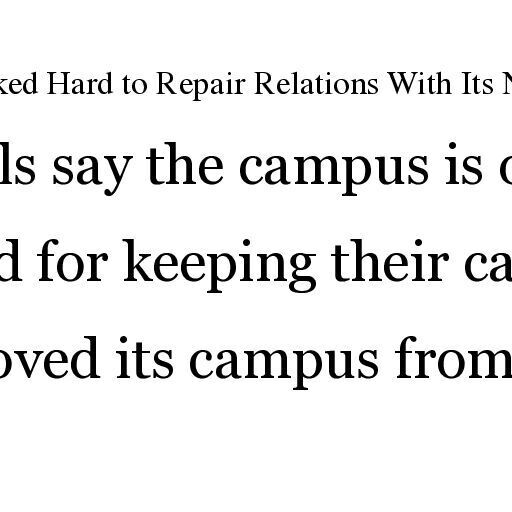 ked Hard to Repair Relations With Its N
ls say the campus is
d for keeping their ca
oved its campus from